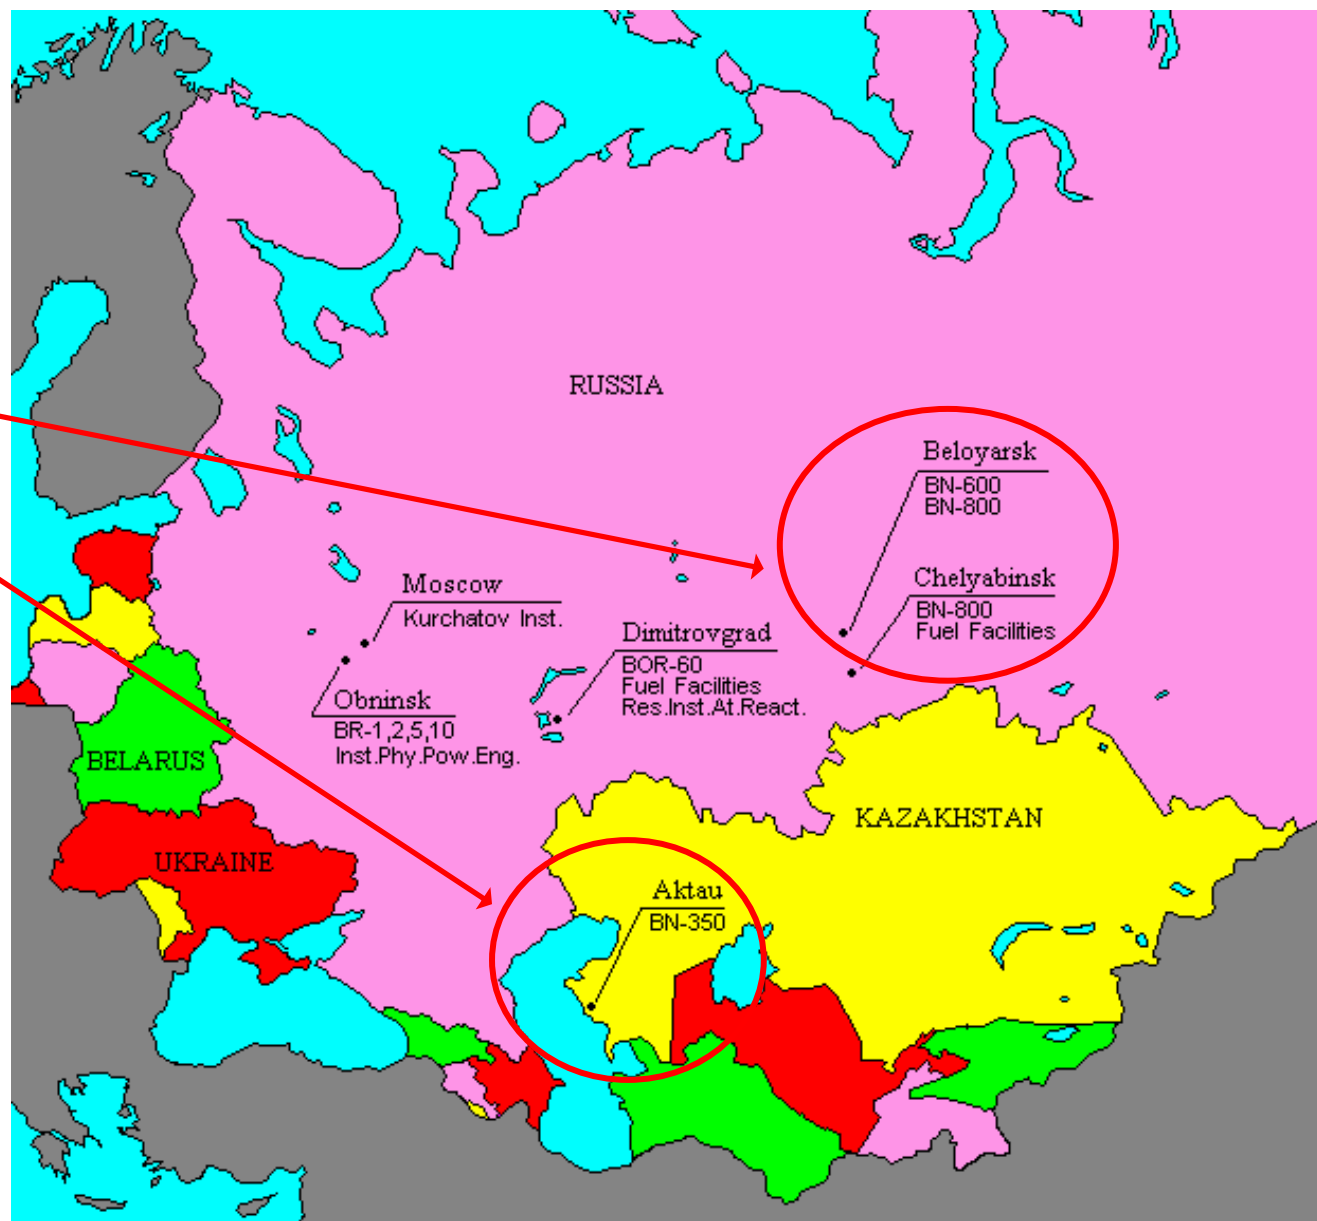 RUSSIA
Beloyarsk
BN-600
BN-800
Chelyabinsk
BN-800
Fuel Facilities
Moscow
Kurchatov Inst.
Dimitrovgrad
BOR-60
Fuel Facilities
Res.Inst.At.React.
Obninsk
BR-1,2,5,10
Inst.Phy.Pow.Eng.
BELARUS
KAZAKHSTAN
UKRAINE
Aktau
BN-350